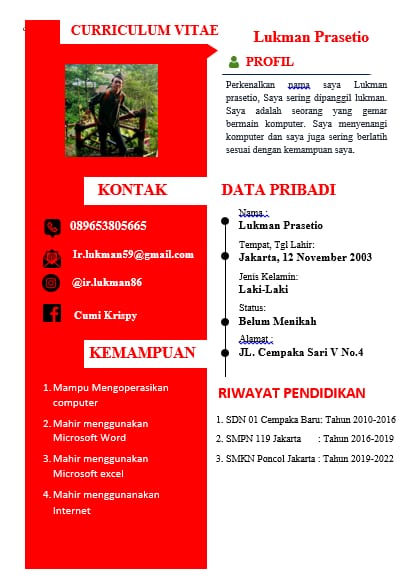 CURRICULUM VITAE
Lukman Prasetio
PROFIL
Perkenalkan nama saya Lukman
prasetio, Saya sering dipanggil lukman.
Saya adalah seorang yang gemar
bermain komputer. Saya menyenangi
komputer dan saya juga sering berlatih
sesuai dengan kemampuan saya.
KONTAK
089653805665
Ir.lukman59@gmail.com
@ir.lukman86
Cumi Krispy
DATA PRIBADI
Nama :
Lukman Prasetio
Tempat, Tgl Lahir:
Jakarta, 12 November 2003
Jenis Kelamin:
Laki-Laki
Status:
Belum Menikah
Alamat :
JL. Cempaka Sari V No.4
KEMAMPUAN
1. Mampu Mengoperasikan
computer
2. Mahir menggunakan
Microsoft Word
3. Mahir menggunakan
Microsoft excel
4. Mahir menggunanakan
Internet
RIWAYAT PENDIDIKAN
1. SDN 01 Cempaka Baru: Tahun 2010-2016
2. SMPN 119 Jakarta : Tahun 2016-2019
3. SMKN Poncol Jakarta : Tahun 2019-2022